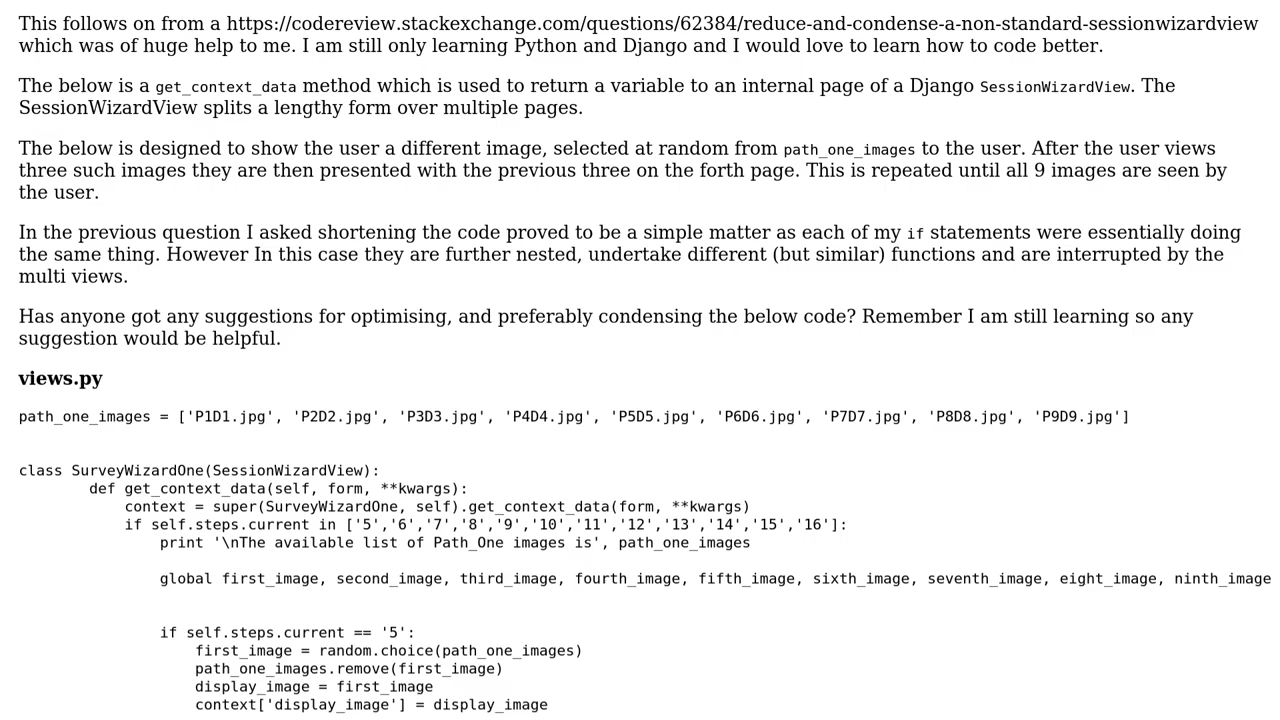 This follows on from a https://codereview.stackexchange.com/questions/62384/reduce-and-condense-a-non-standard-sessionwizardview
which was of huge help to me. I am still only learning Python and Django and I would love to learn how to code better.
The below is a get_context_data method which is used to return a variable to an internal page of a Django SessionWizardView. The
SessionWizardView splits a lengthy form over multiple pages.
The below is designed to show the user a different image, selected at random from path_one_images to the user. After the user views
three such images they are then presented with the previous three on the forth page. This is repeated until all 9 images are seen by
the user.
In the previous question I asked shortening the code proved to be a simple matter as each of my if statements were essentially doing
the same thing. However In this case they are further nested, undertake different (but similar) functions and are interrupted by the
multi views.
Has anyone got any suggestions for optimising, and preferably condensing the below code? Remember I am still learning so any
suggestion would be helpful.
views.py
path_one_images = ['P1D1.jpg', 'P2D2.jpg', 'P3D3.jpg', 'P4D4.jpg', 'P5D5.jpg', 'P6D6.jpg', 'P7D7.jpg', 'P8D8.jpg', 'P9D9.jpg']
class SurveyWizardOne(SessionWizardView):
        def get_context_data(self, form, **kwargs):
            context = super(SurveyWizardOne, self).get_context_data(form, **kwargs)
            if self.steps.current in ['5','6','7','8','9','10','11','12','13','14','15','16']:
                print '\nThe available list of Path_One images is', path_one_images
                global first_image, second_image, third_image, fourth_image, fifth_image, sixth_image, seventh_image, eight_image, ninth_image
                if self.steps.current == '5':
                    first_image = random.choice(path_one_images)
                    path_one_images.remove(first_image)
                    display_image = first_image
                    context['display_image'] = display_image